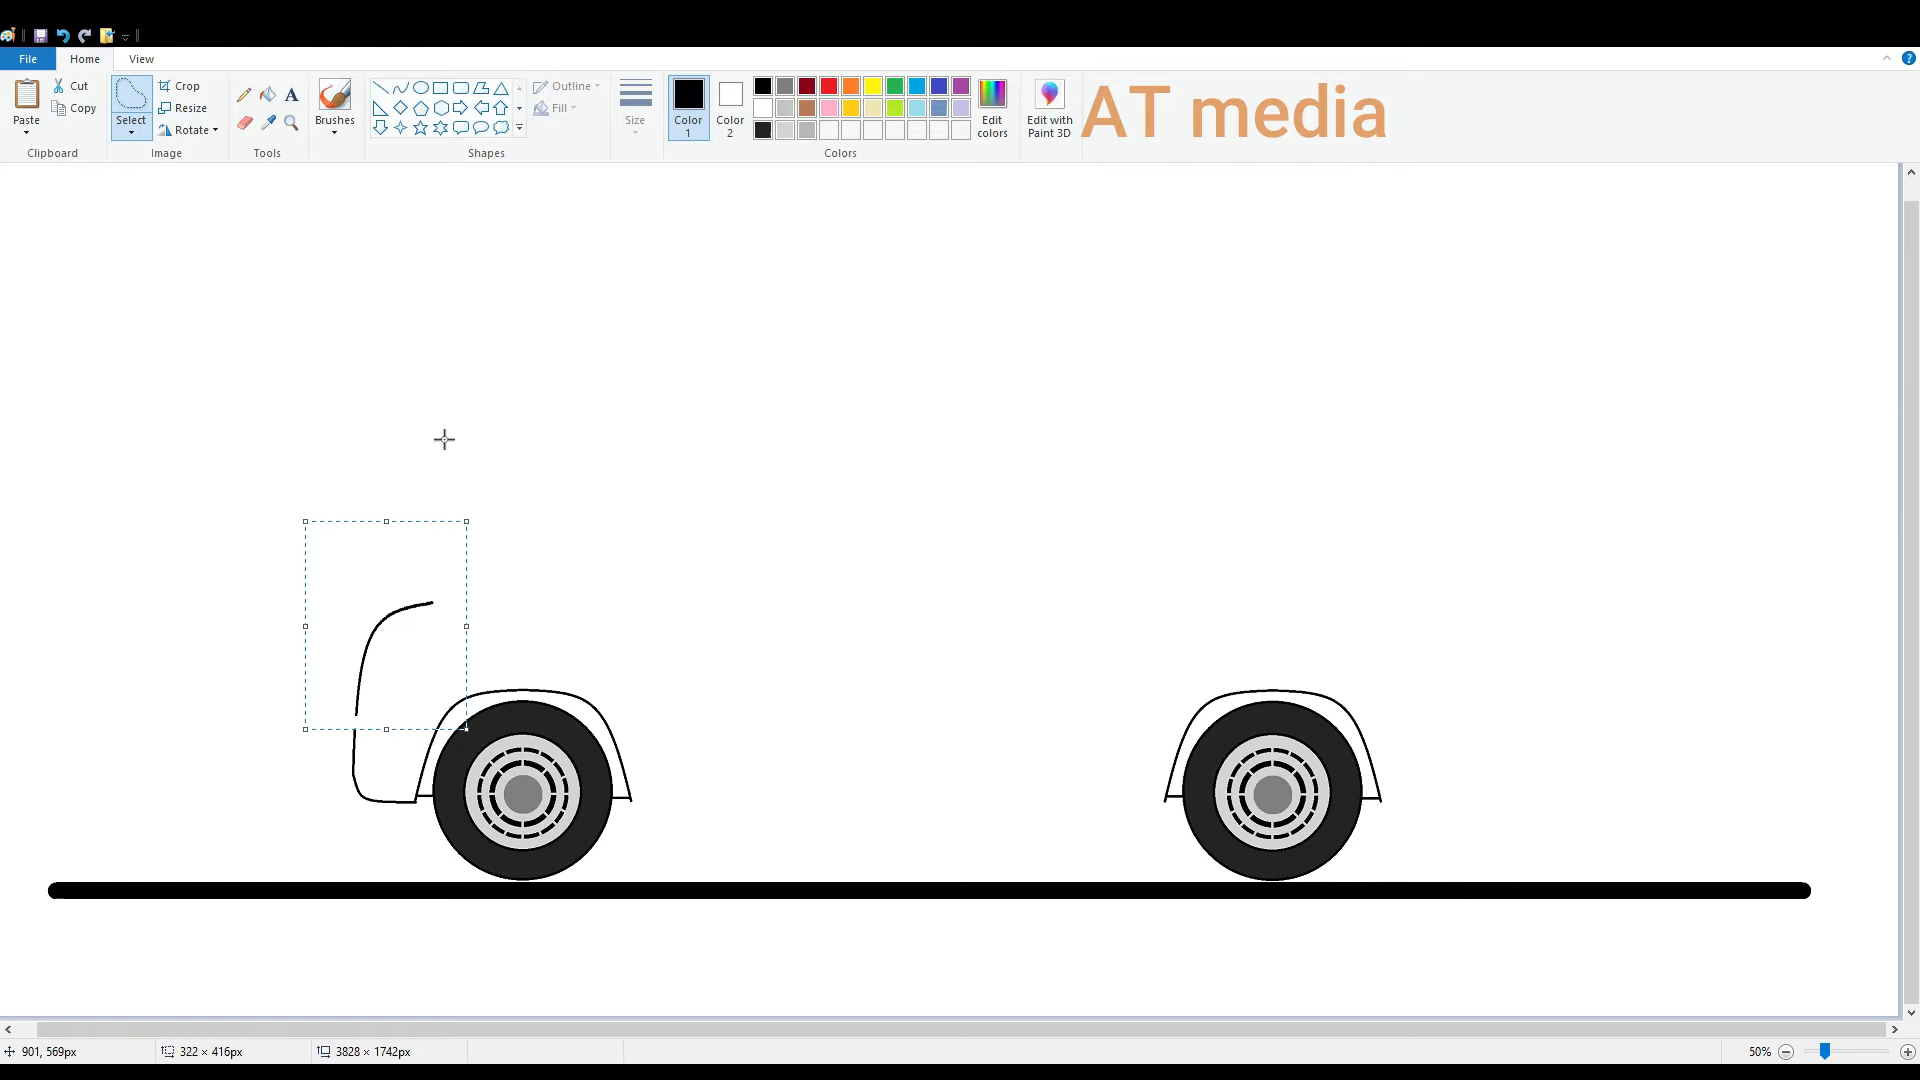 File Home View
Paste
Cut
Copy
Clipboard
Select
Crop
Resize
Rotate
Image
A
Tools
Brushes
Shapes
Outline
Fill
Size
Color
1
Color
2
Colors
Edit
colors
Edit with
Paint 3D
AT media
?
901, 569px
322 × 416px
3828 × 1742px
50%